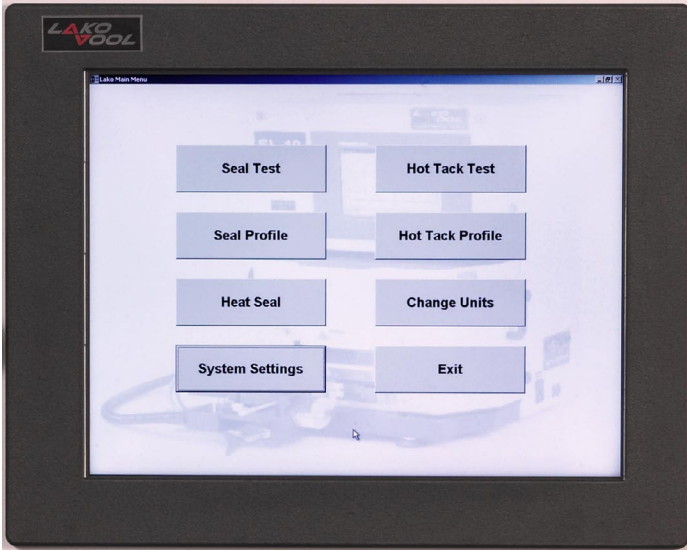 LAKO
TOOL
Lako Main Menu
Seal Test
Hot Tack Test
Seal Profile
Hot Tack Profile
Heat Seal
Change Units
System Settings
Exit